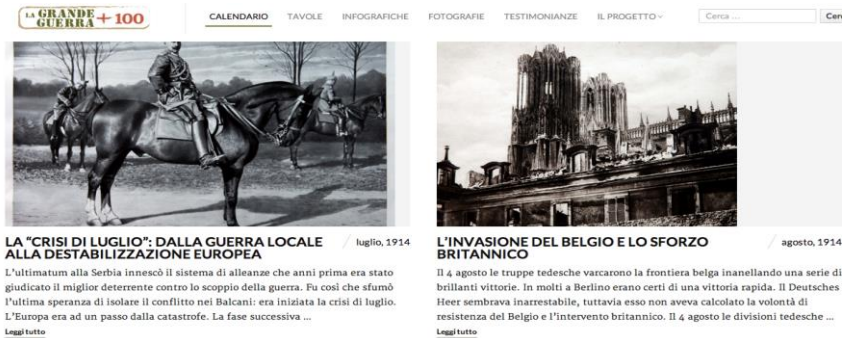 LA GRANDE GUERRA + 100
CALENDARIO TAVOLE INFOGRAFICHE FOTOGRAFIE TESTIMONIANZE IL PROGETTO
Cerca ...
Cer
LA "CRISI DI LUGLIO": DALLA GUERRA LOCALE
ALLA DESTABILIZZAZIONE EUROPEA
/ luglio, 1914
L'ultimatum alla Serbia innescò il sistema di alleanze che anni prima era stato
giudicato il miglior deterrente contro lo scoppio della guerra. Fu così che sfumò
l'ultima speranza di isolare il conflitto nei Balcani: era iniziata la crisi di luglio.
L'Europa era ad un passo dalla catastrofe. La fase successiva ...
Leggi tutto
L'INVASIONE DEL BELGIO E LO SFORZO
BRITANNICO
/ agosto, 1914
Il 4 agosto le truppe tedesche varcarono la frontiera belga inanellando una serie di
brillanti vittorie. In molti a Berlino erano certi di una vittoria rapida. Il Deutsches
Heer sembrava inarrestabile, tuttavia esso non aveva calcolato la volontà di
resistenza del Belgio e l'intervento britannico. Il 4 agosto le divisioni tedesche ...
Leggi tutto